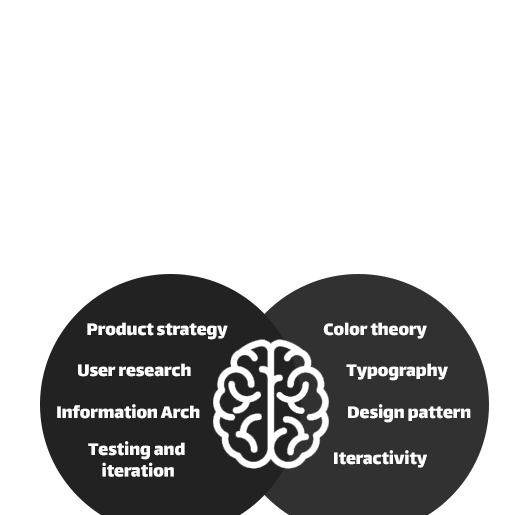 Product strategy
User research
Information Arch
Testing and
iteration
Color theory
Typography
Design pattern
Iteractivity